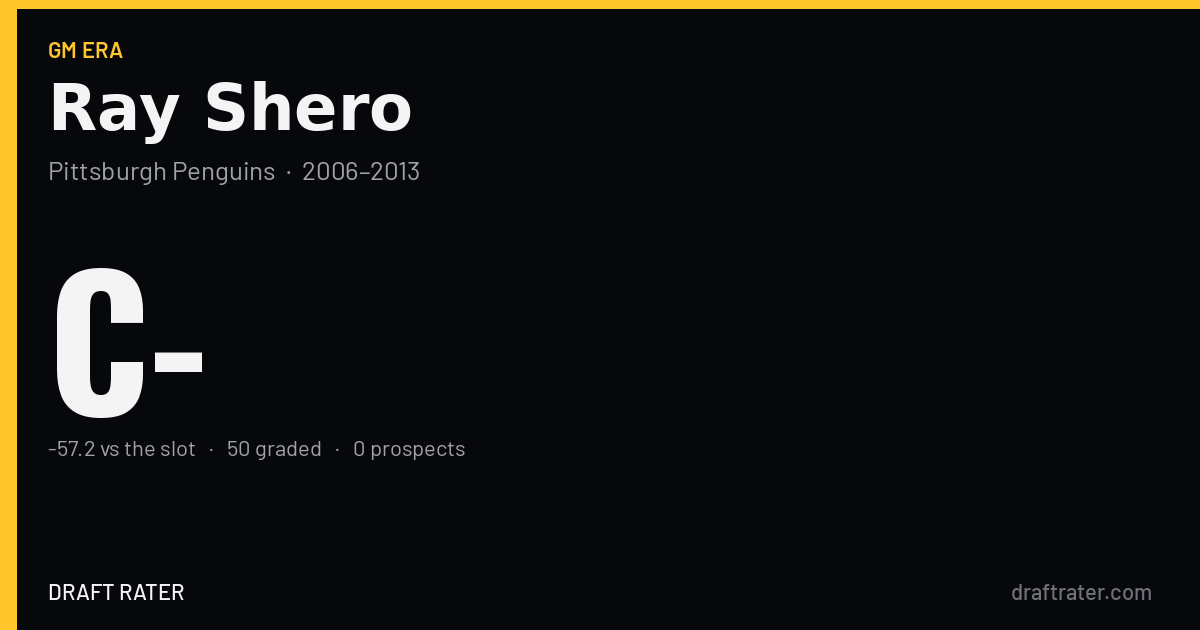 GM ERA
Ray Shero
Pittsburgh Penguins · 2006–2013
C-
-57.2 vs the slot · 50 graded · 0 prospects
DRAFT RATER
draftrater.com